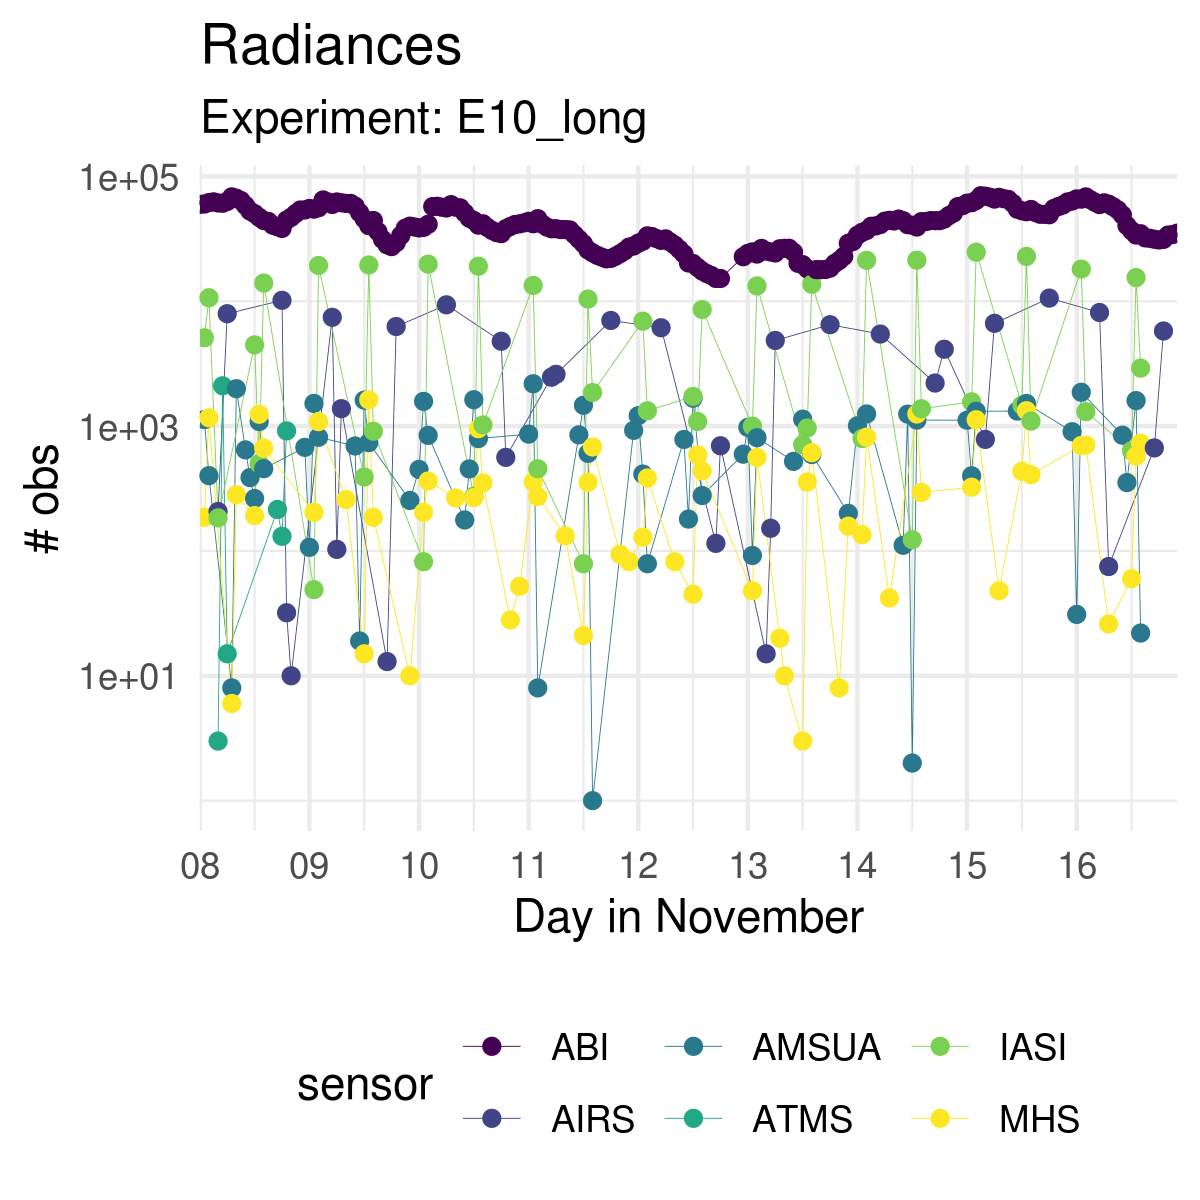 Radiances
Experiment: E10_long
1e+05
1e+03
1e+01
# obs
08 09 10 11 12 13 14 15 16
Day in November
sensor
ABI AMSUA IASI
AIRS ATMS MHS